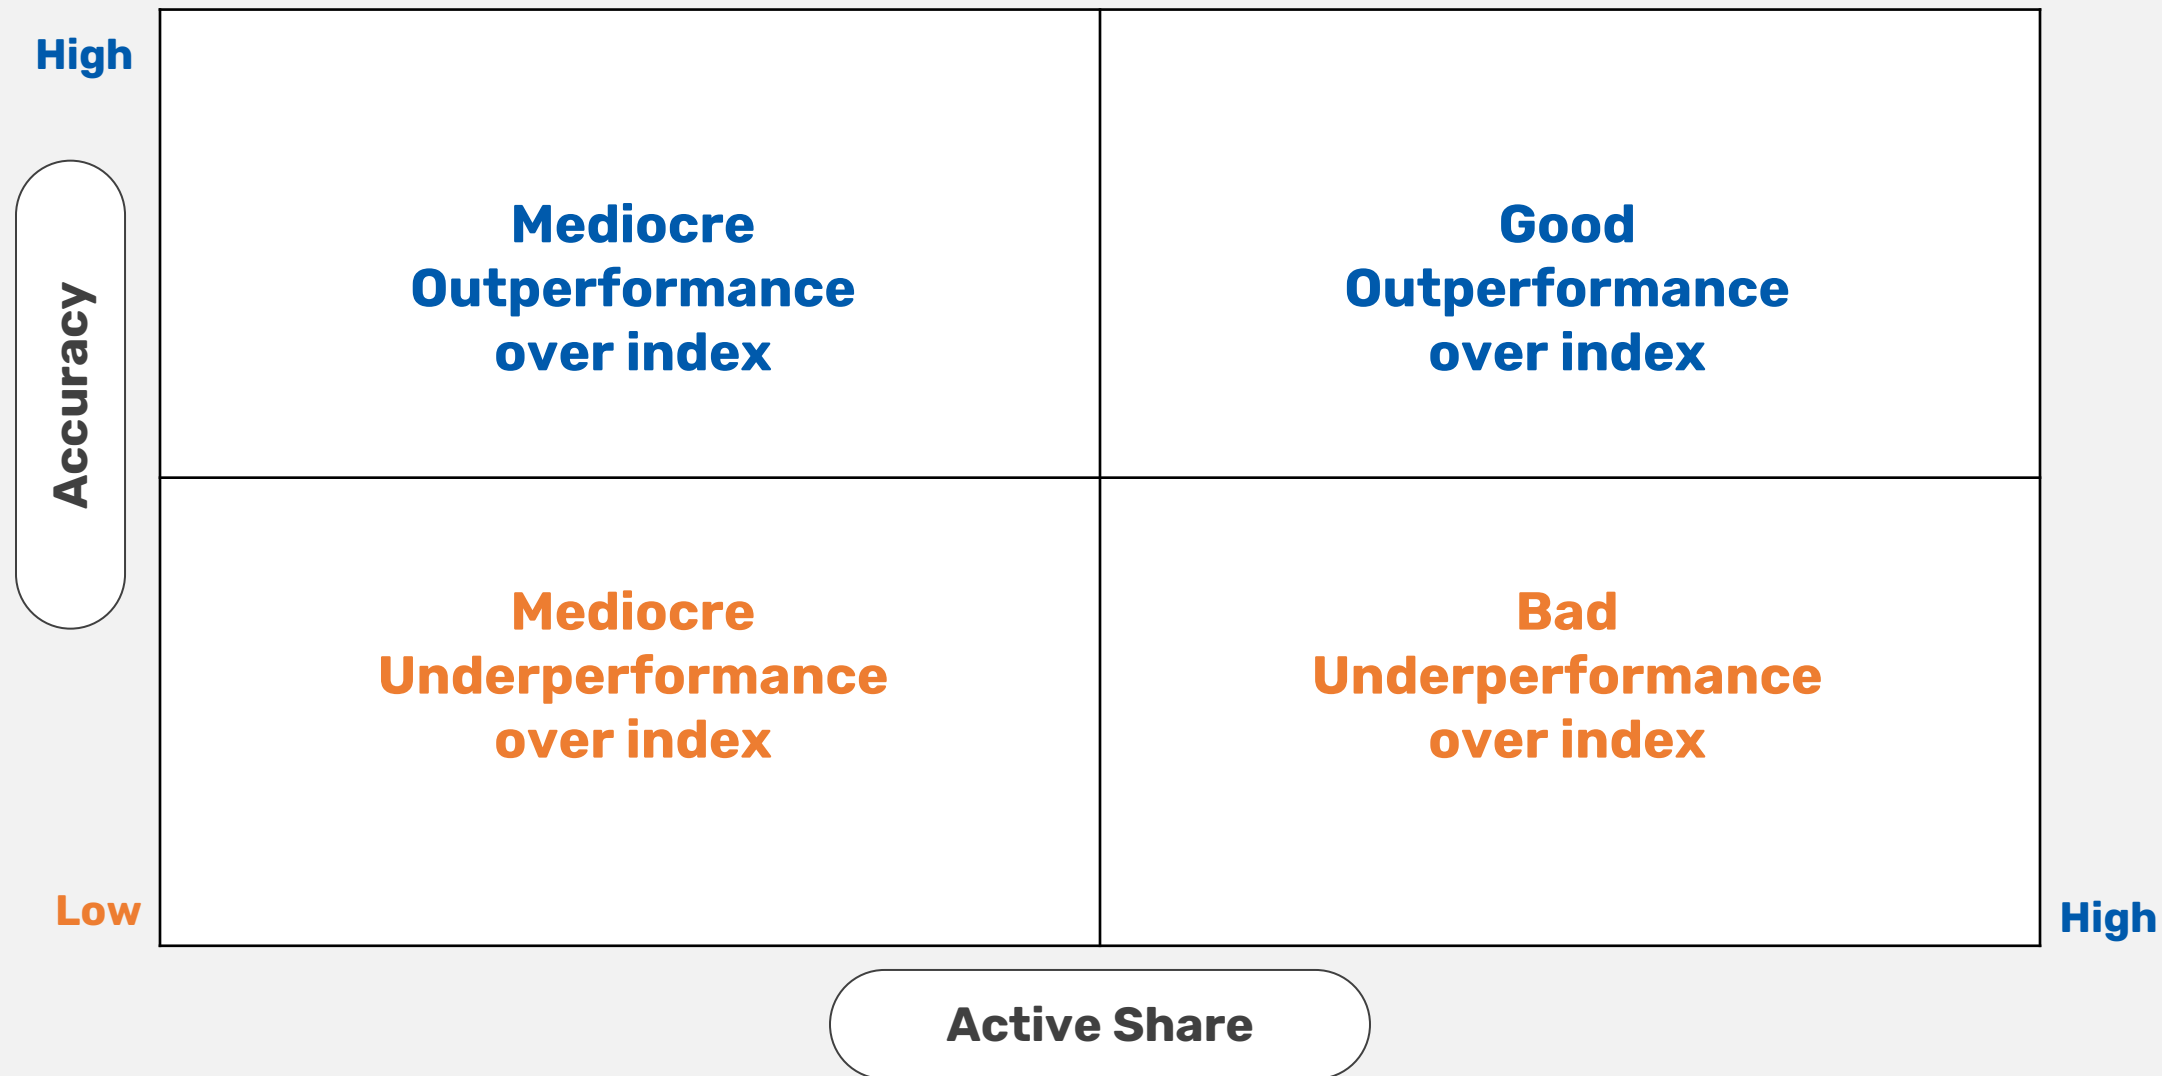 High
Accuracy
Mediocre
Outperformance
over index
Good
Outperformance
over index
Mediocre
Underperformance
over index
Bad
Underperformance
over index
Low
High
Active Share